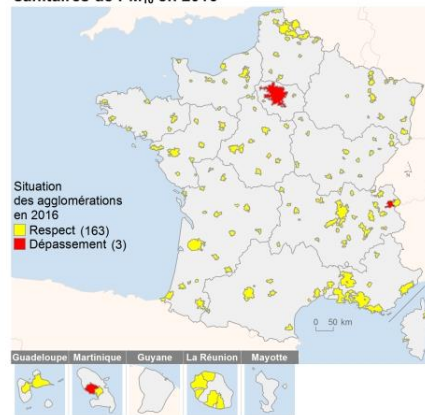 sanitaires de PM10 en 2016
Situation
des agglomérations
en 2016
Respect (163)
Dépassement (3)
0 50 km
Guadeloupe Martinique Guyane La Réunion Mayotte